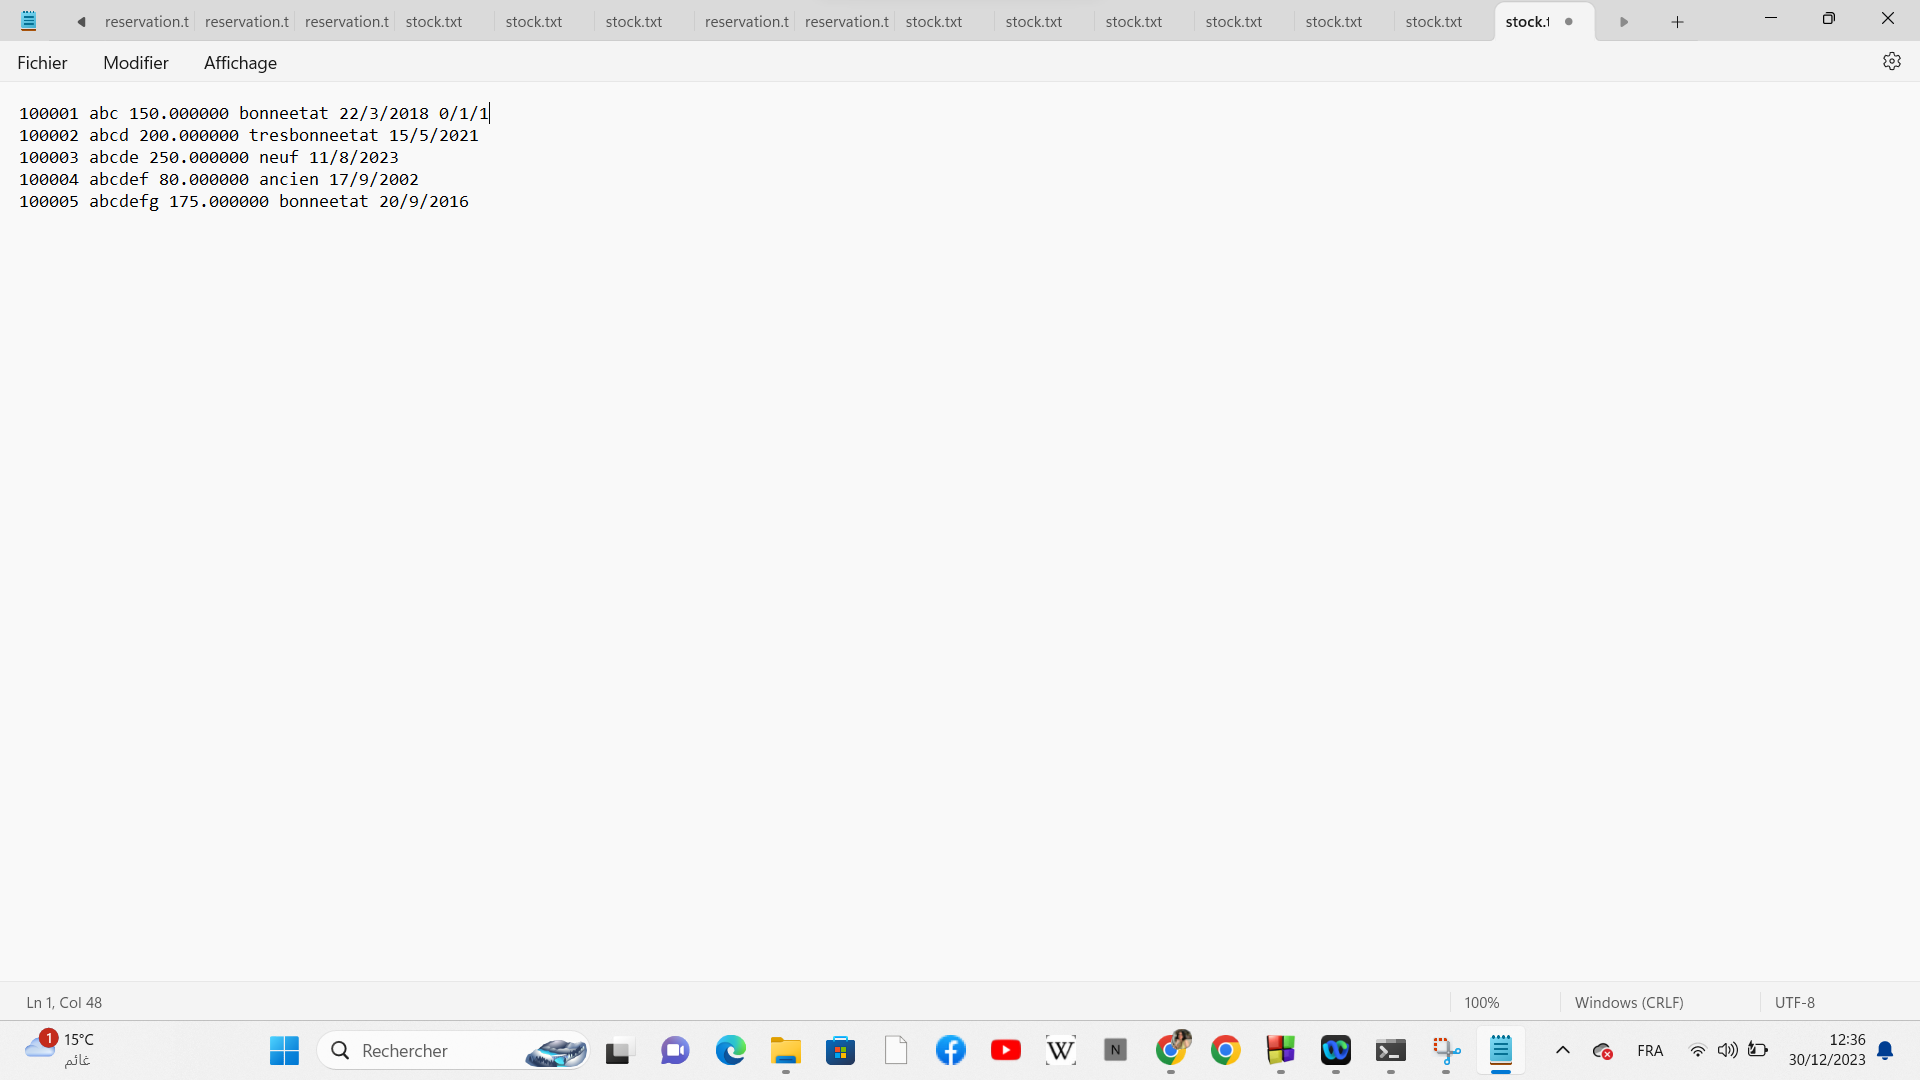 reservation.t reservation.t reservation.t stock.txt stock.txt stock.txt reservation.t reservation.t stock.txt stock.txt stock.txt stock.txt stock.txt stock.txt stock.t
Fichier Modifier Affichage
100001 abc 150.000000 bonneetat 22/3/2018 0/1/1
100002 abcd 200.000000 tresbonneetat 15/5/2021
100003 abcde 250.000000 neuf 11/8/2023
100004 abcdef 80.000000 ancien 17/9/2002
100005 abcdefg 175.000000 bonneetat 20/9/2016
Ln 1, Col 48 100% Windows (CRLF) UTF-8
1 15°C
غائم
Rechercher
W
N
FRA
12:36
30/12/2023